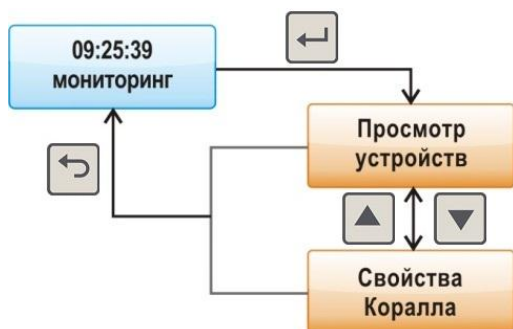 09:25:39
мониторинг
Просмотр
устройств
Свойства
Коралла